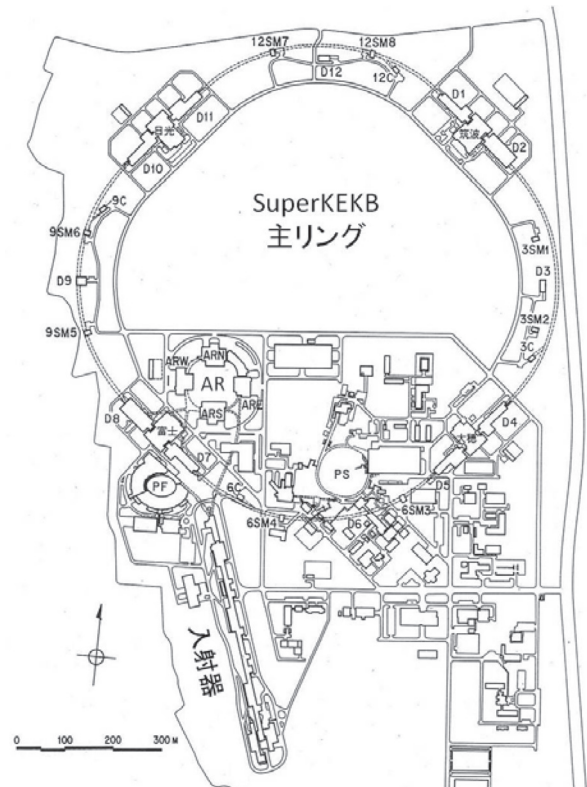 12SM7
12SM8
D12
12C
D1
D11
日光
筑波
D2
D10
9C
9SM6
SuperKEKB
主リング
3SM1
D9
D3
3SM2
9SM5
3C
ARN
ARW
AR
ARE
ARS
D8
富士
D4
大穂
D7
PS
PF
6C
D5
6SM3
6SM4
D6
入射器
0 100 200 300 M